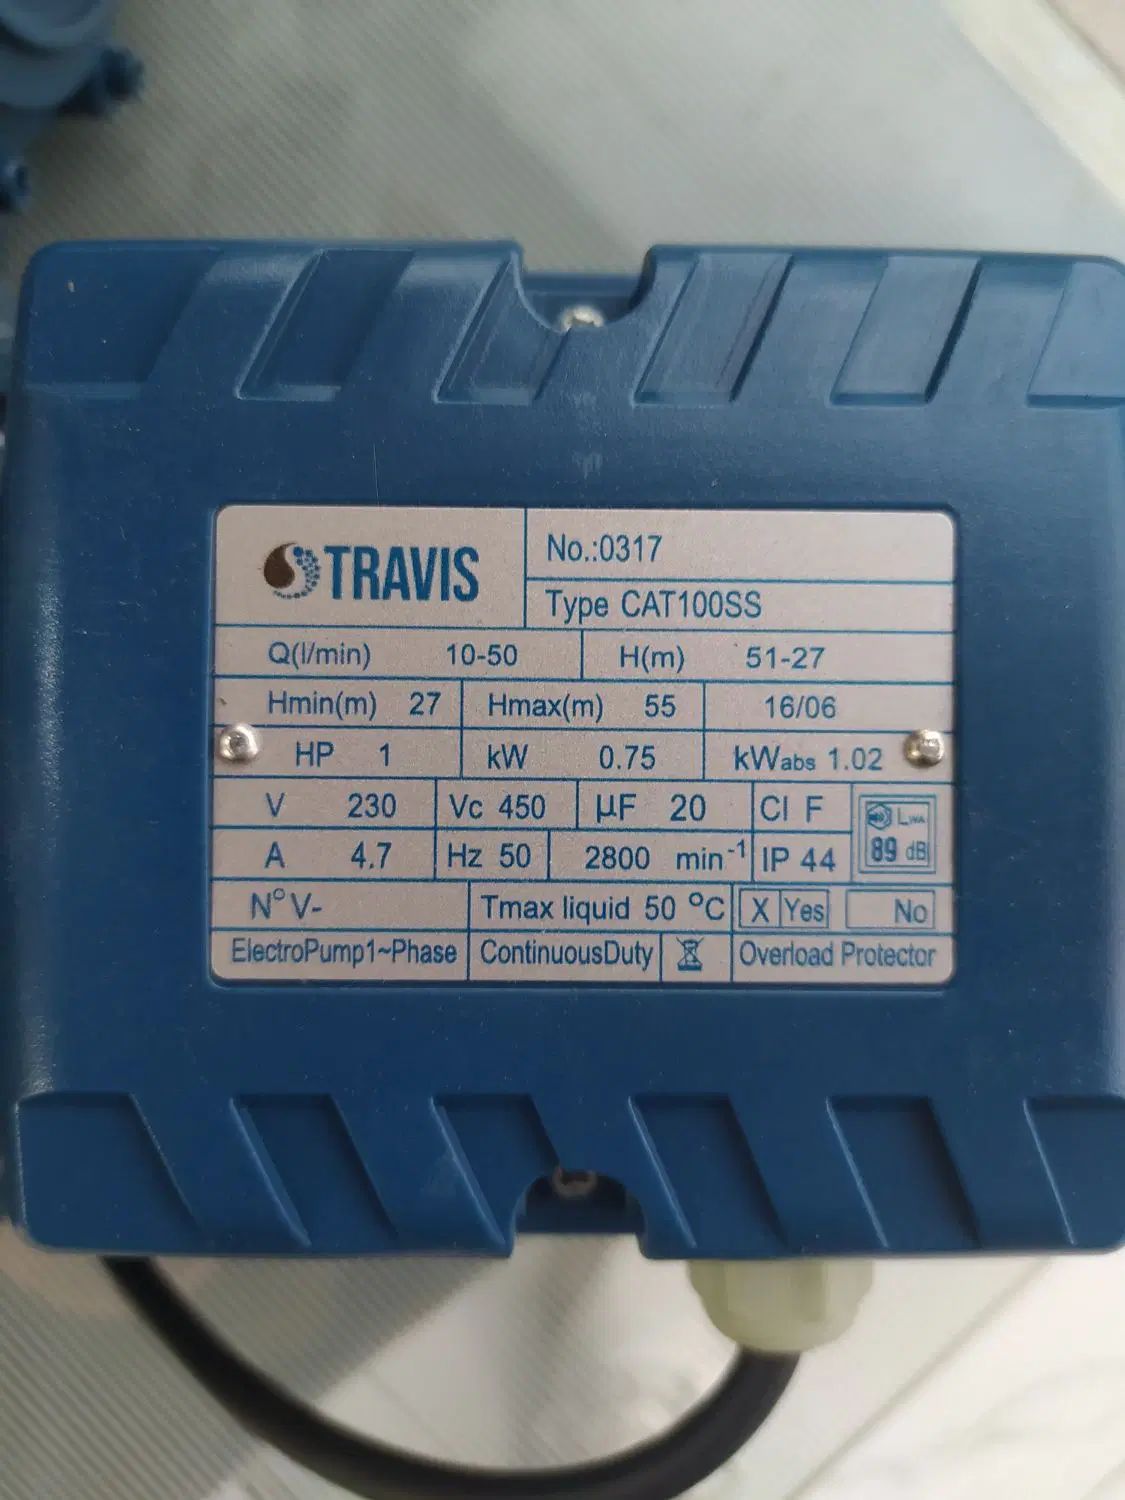 TRAVIS
No.:0317
Type CAT100SS
Q(l/min) 10-50 H(m) 51-27
Hmin(m) 27 Hmax(m) 55 16/06
HP 1 kW 0.75 kWabs 1.02
V 230 Vc 450 µF 20 Cl F LWA
A 4.7 Hz 50 2800 min-1 IP 44 89 dB
N° V- Tmax liquid 50 °C X Yes No
ElectroPump1~Phase ContinuousDuty Overload Protector